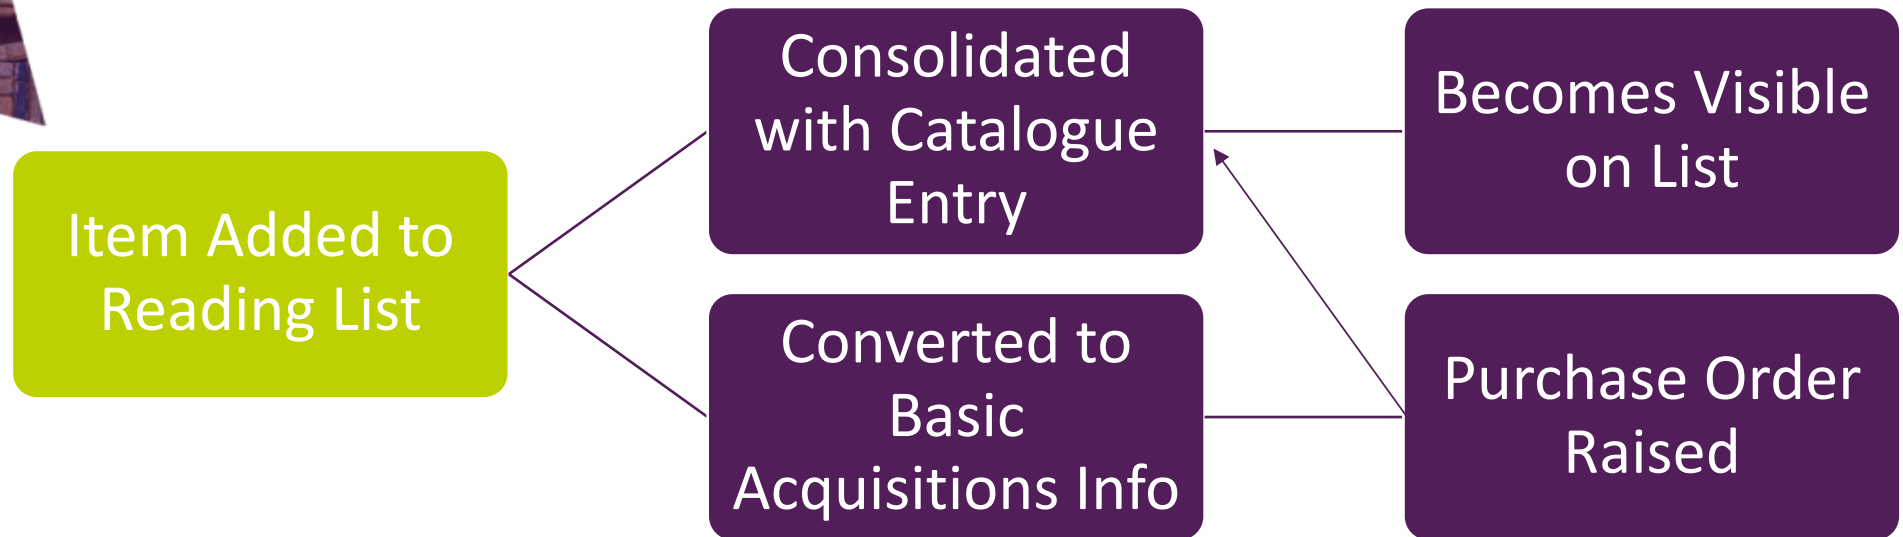 Item Added to
Reading List
Consolidated
with Catalogue
Entry
Becomes Visible
on List
Converted to
Basic
Acquisitions Info
Purchase Order
Raised